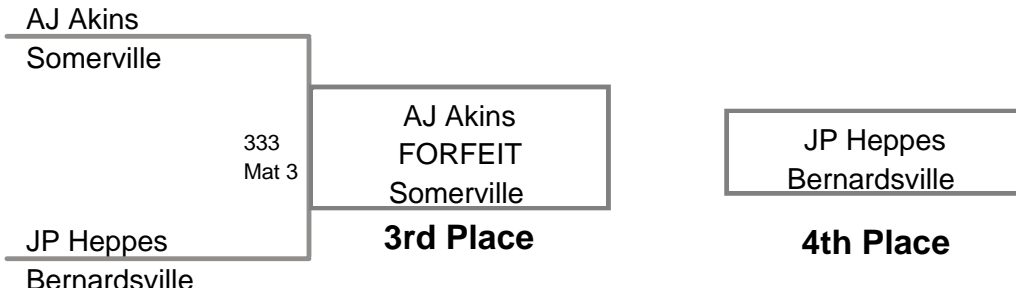 AJ Akins
Somerville
333
Mat 3
AJ Akins
FORFEIT
Somerville
3rd Place
JP Heppes
Bernardsville
JP Heppes
Bernardsville
4th Place